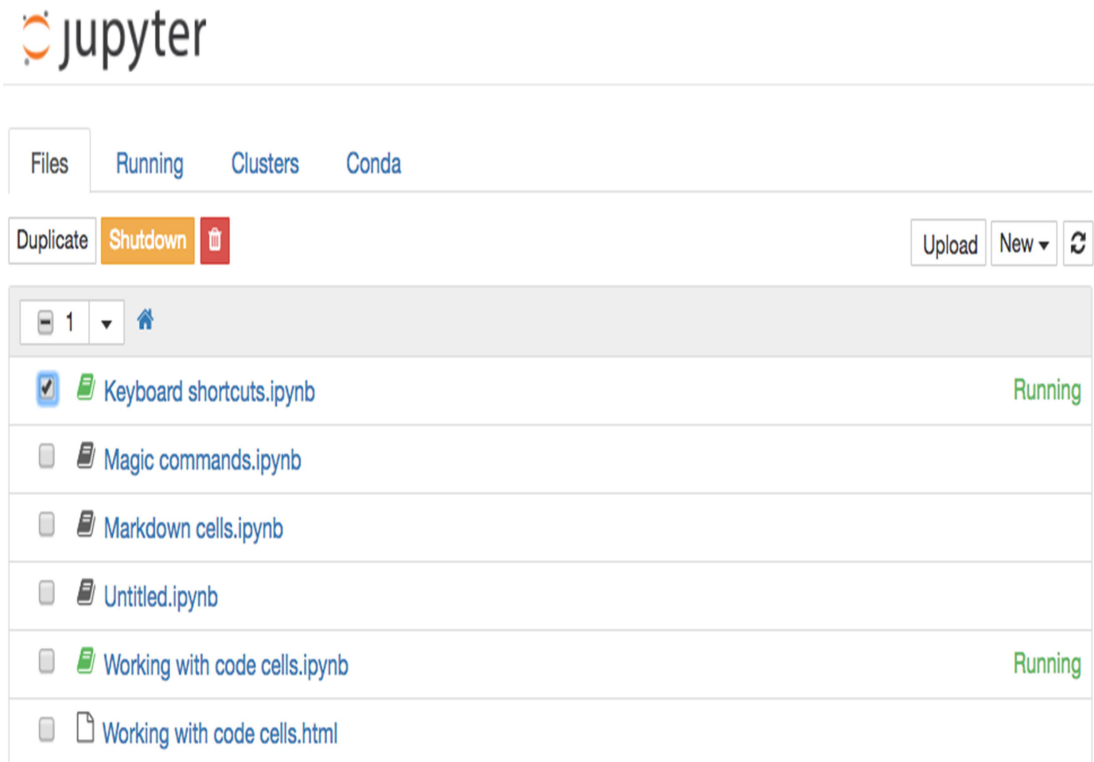 jupyter
Files Running Clusters Conda
Duplicate Shutdown Upload New
1
Keyboard shortcuts.ipynb Running
Magic commands.ipynb
Markdown cells.ipynb
Untitled.ipynb
Working with code cells.ipynb Running
Working with code cells.html